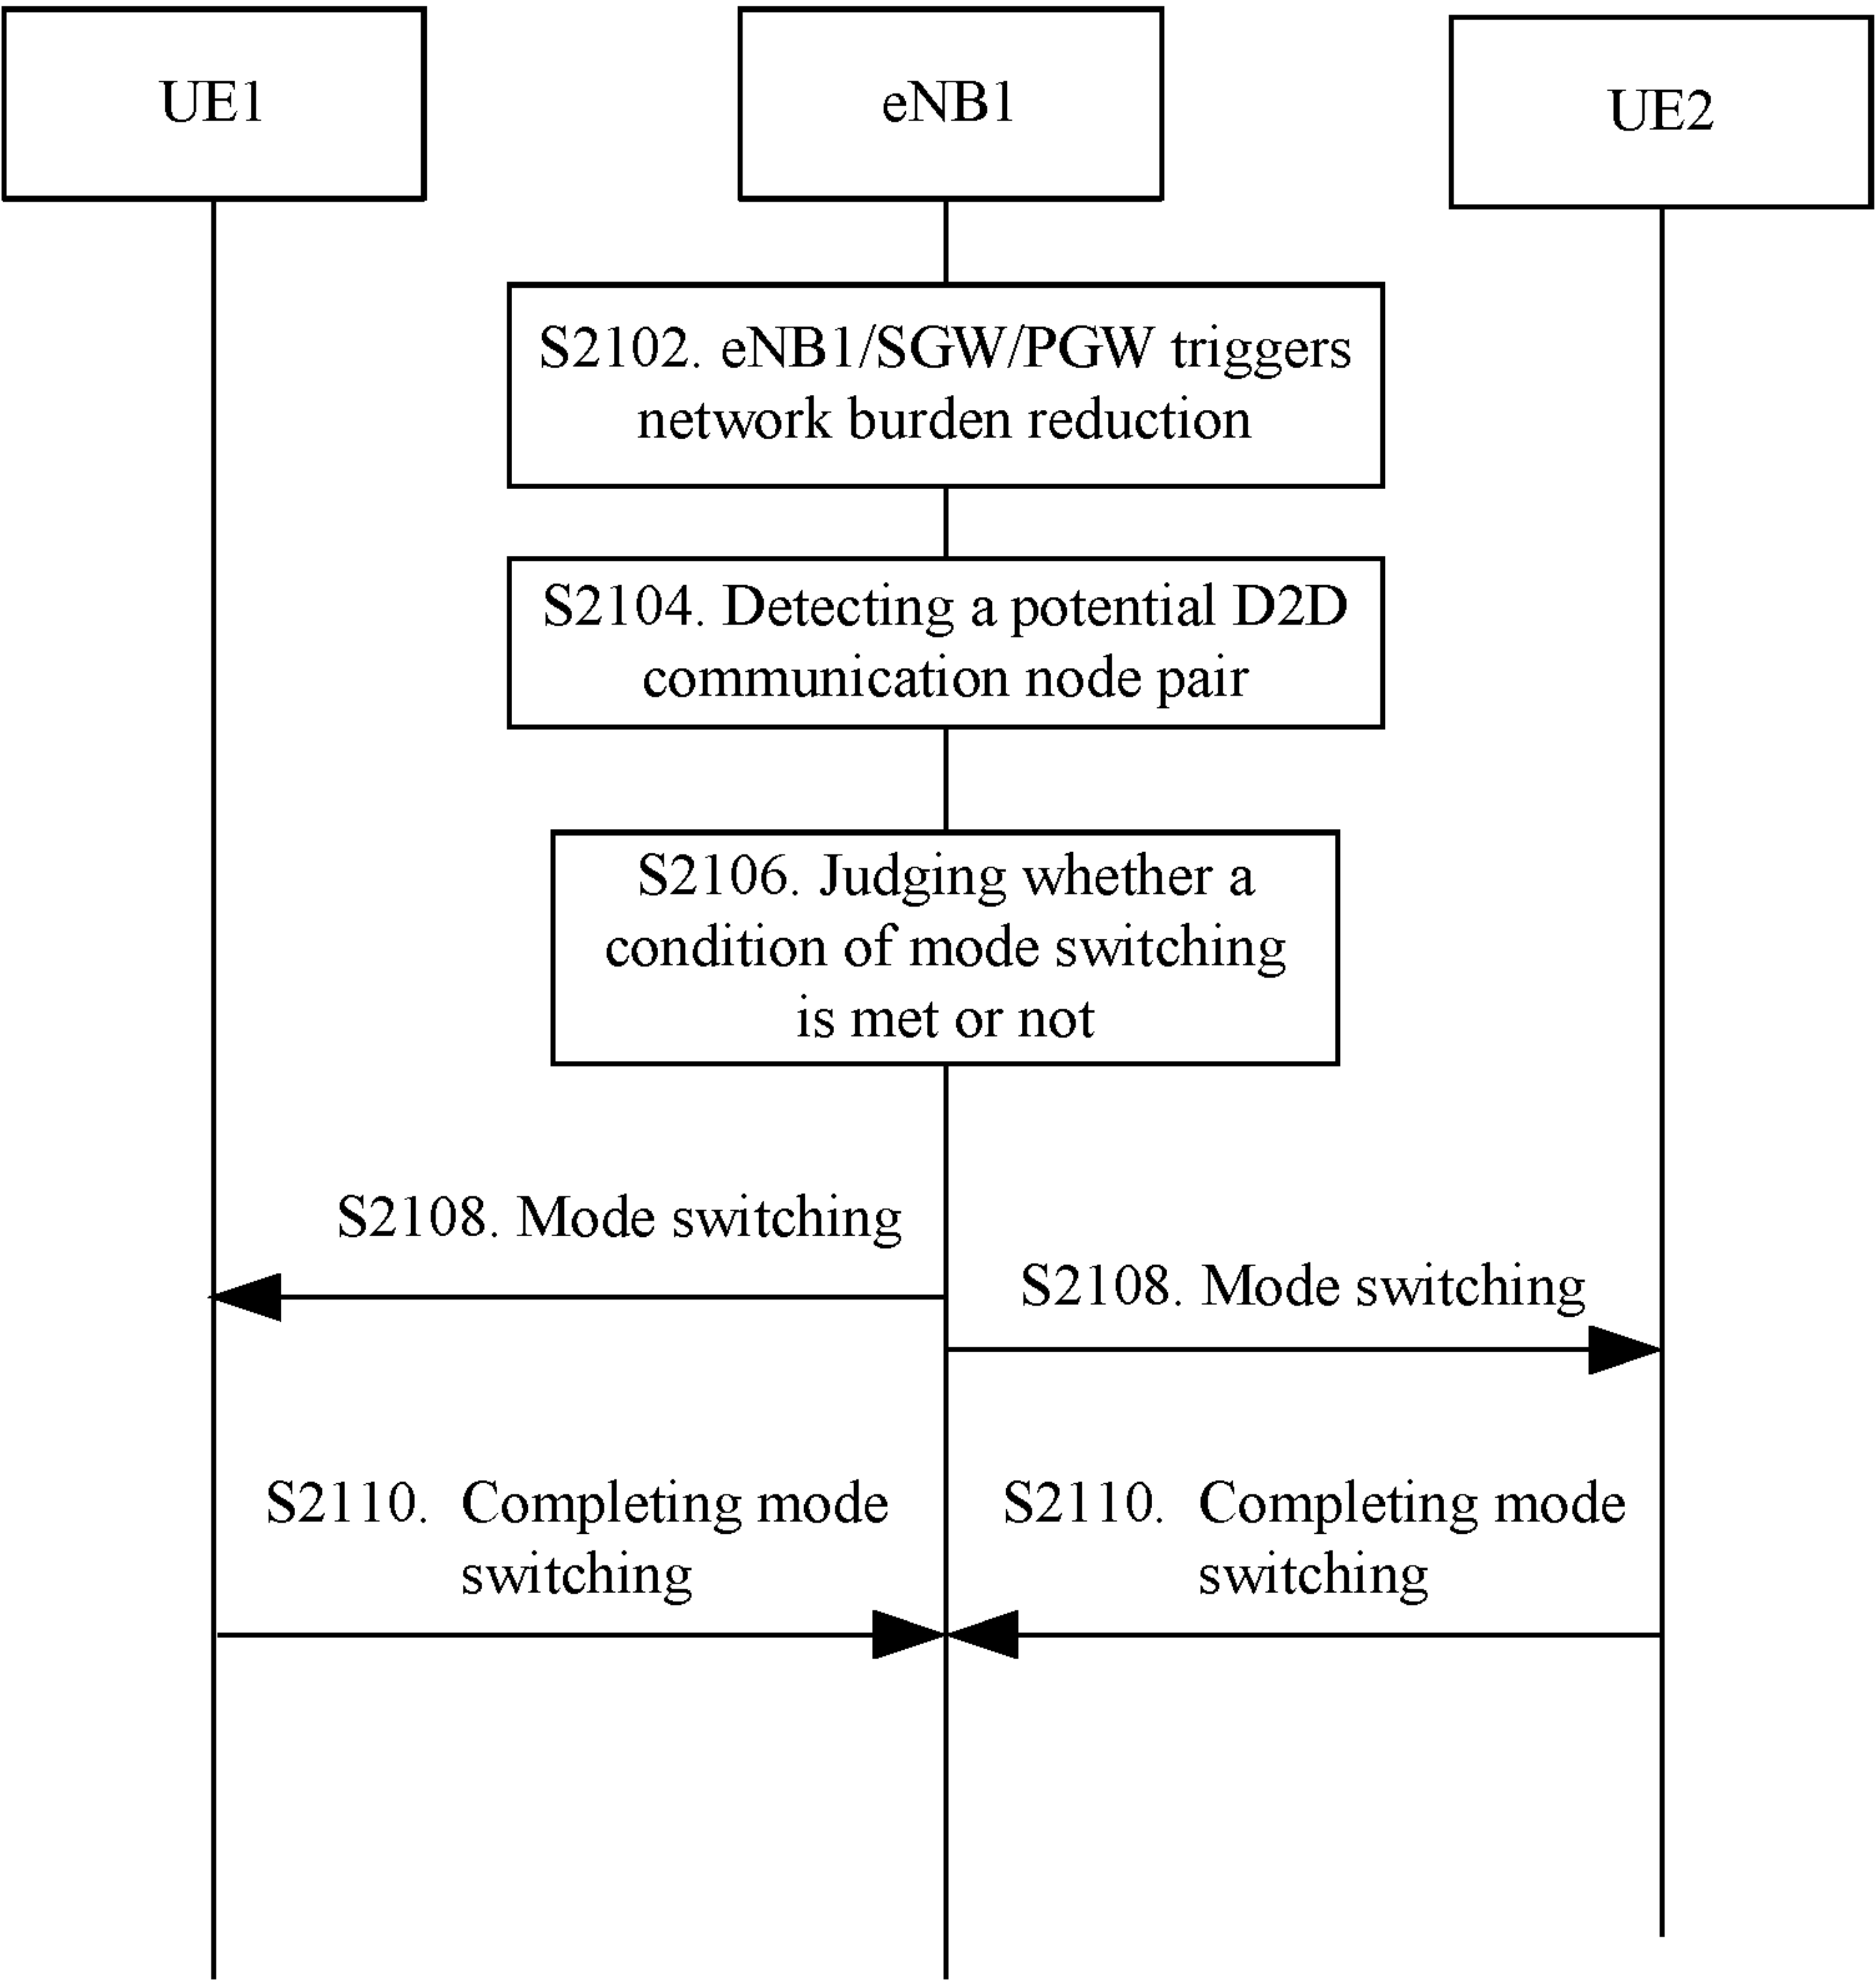 UE1
eNB1
UE2
S2102. eNB1/SGW/PGW triggers
network burden reduction
S2104. Detecting a potential D2D
communication node pair
S2106. Judging whether a
condition of mode switching
is met or not
S2108. Mode switching
S2108. Mode switching
S2110. Completing mode
switching
S2110. Completing mode
switching